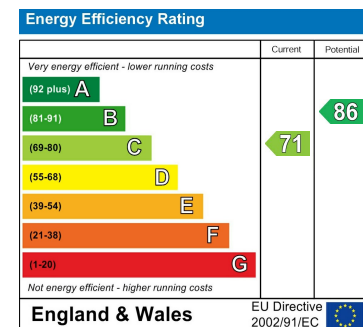 Energy Efficiency Rating
Current Potential
Very energy efficient - lower running costs
(92 plus) A
(81-91) B
(69-80) C
(55-68) D
(39-54) E
(21-38) F
(1-20) G
71
86
Not energy efficient - higher running costs
England & Wales
EU Directive
2002/91/EC